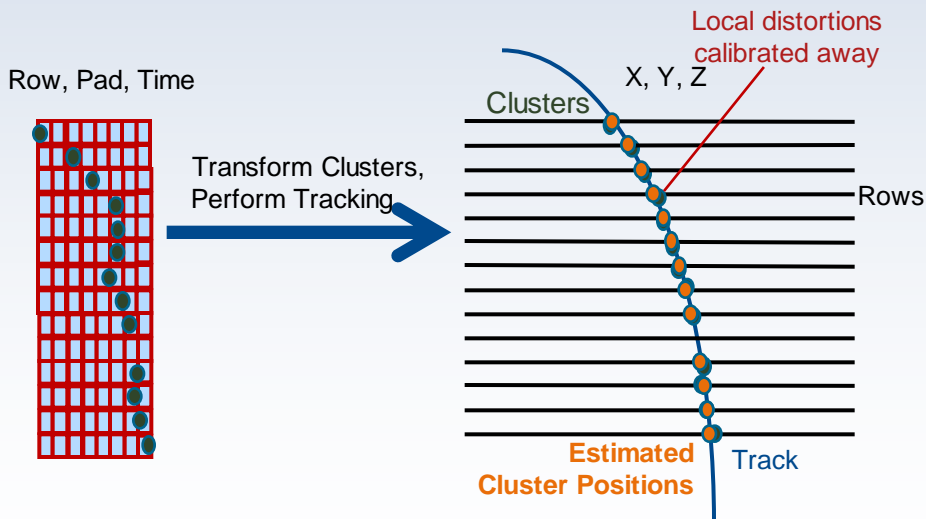 Local distortions
calibrated away
Row, Pad, Time
X, Y, Z
Clusters
Transform Clusters,
Perform Tracking
Rows
Estimated
Cluster Positions
Track